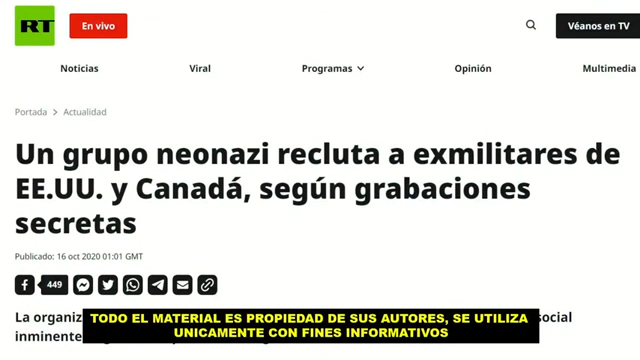 RT
En vivo
Véanos en TV
Noticias
Viral
Programas
Opinión
Multimedia
Portada > Actualidad
Un grupo neonazi recluta a exmilitares de
EE.UU. y Canadá, según grabaciones
secretas
Publicado: 16 oct 2020 01:01 GMT
449
La organiza
social
TODO EL MATERIAL ES PROPIEDAD DE SUS AUTORES, SE UTILIZA
UNICAMENTE CON FINES INFORMATIVOS
inminente